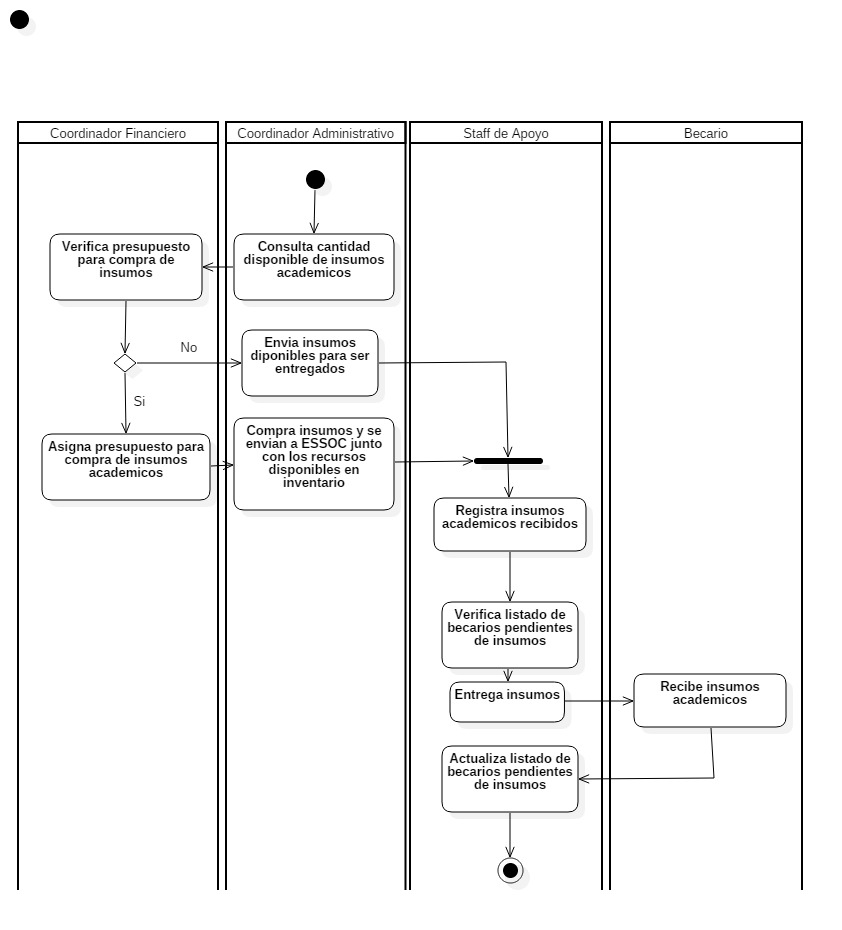 Coordinador Financiero
Coordinador Administrativo
Staff de Apoyo
Becario
Verifica presupuesto
para compra de
insumos
Consulta cantidad
disponible de insumos
academicos
No
Envia insumos
diponibles para ser
entregados
Si
Asigna presupuesto para
compra de insumos
academicos
Compra insumos y se
envian a ESSOC junto
con los recursos
disponibles en
inventario
Registra insumos
academicos recibidos
Verifica listado de
becarios pendientes
de insumos
Entrega insumos
Recibe insumos
academicos
Actualiza listado de
becarios pendientes
de insumos